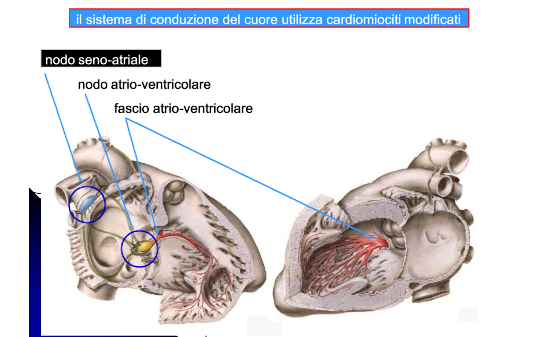 il sistema di conduzione del cuore utilizza cardiomiociti modificati
nodo seno-atriale
nodo atrio-ventricolare
fascio atrio-ventricolare